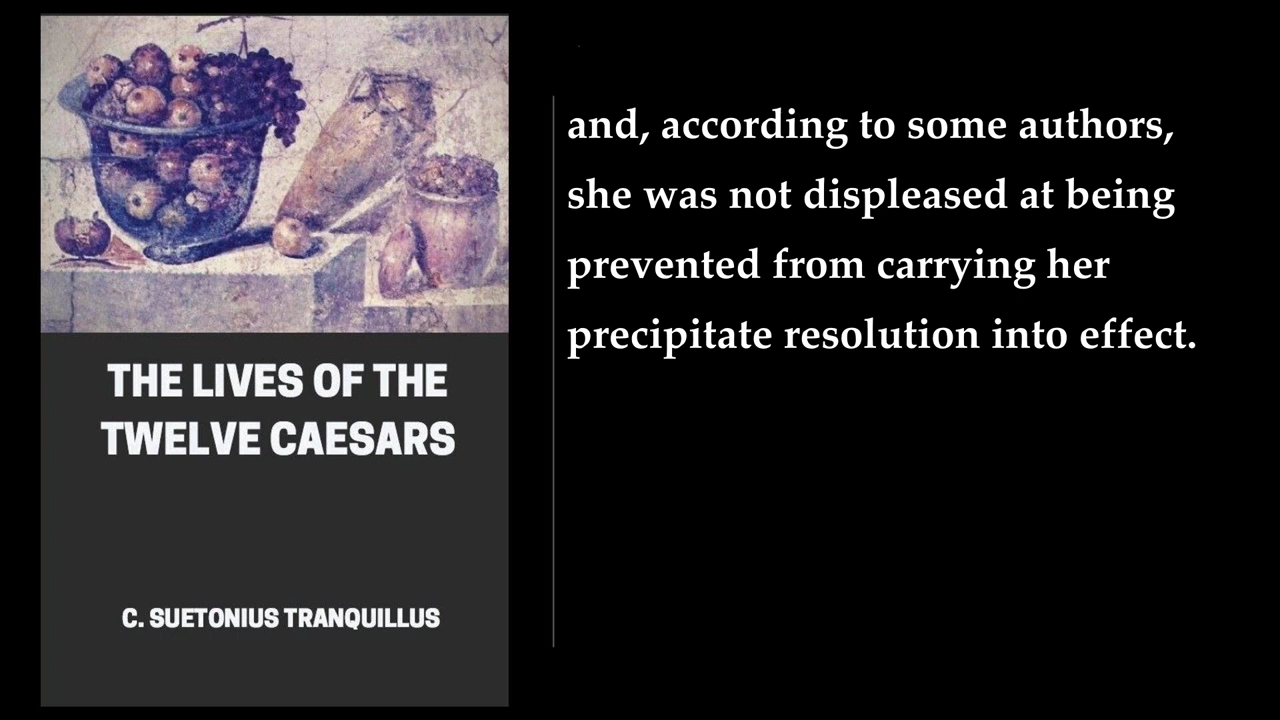 THE LIVES OF THE
TWELVE CAESARS
C. SUETONIUS TRANQUILLUS
and, according to some authors,
she was not displeased at being
prevented from carrying her
precipitate resolution into effect.